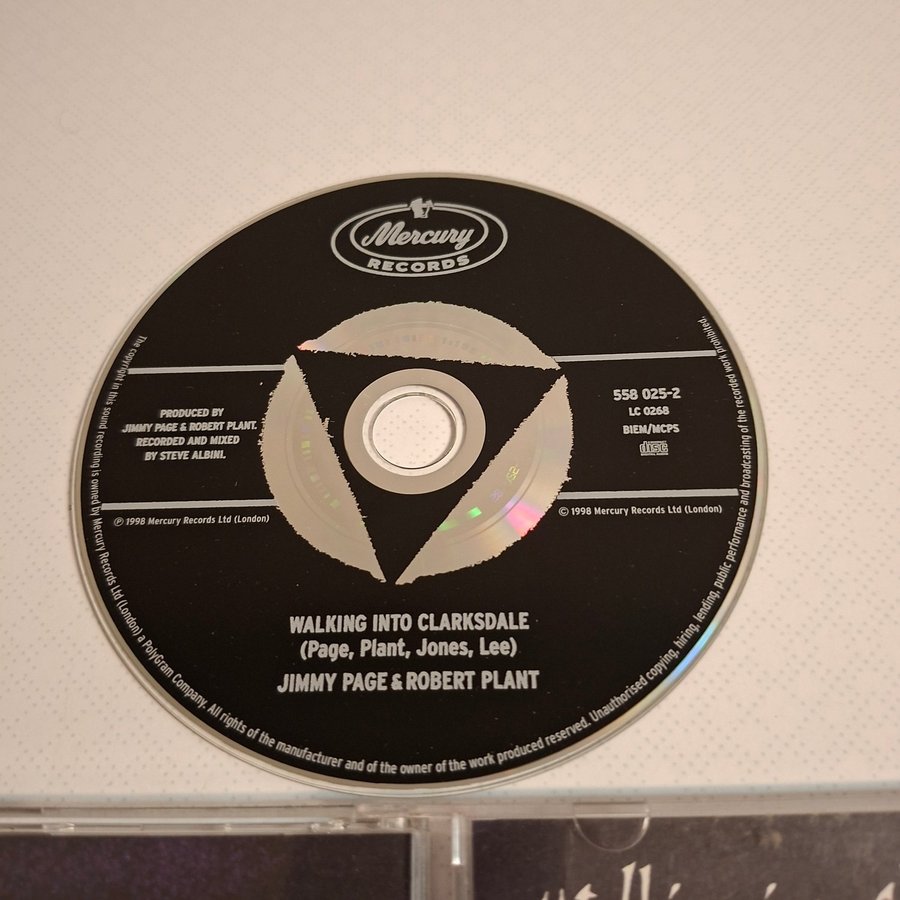 Mercury
RECORDS
PRODUCED BY
JIMMY PAGE & ROBERT PLANT.
RECORDED AND MIXED
BY STEVE ALBINI.
558 025-2
LC 0268
BIEM/MCPS
disc
℗ 1998 Mercury Records Ltd (London)
© 1998 Mercury Records Ltd (London)
WALKING INTO CLARKSDALE
(Page, Plant, Jones, Lee)
JIMMY PAGE & ROBERT PLANT
The copyright in this sound recording is owned by Mercury Records Ltd (London) a PolyGram Company. All rights of the manufacturer and of the owner of the work produced reserved. Unauthorised copying, hiring, lending, public performance and broadcasting of the recorded work prohibited.